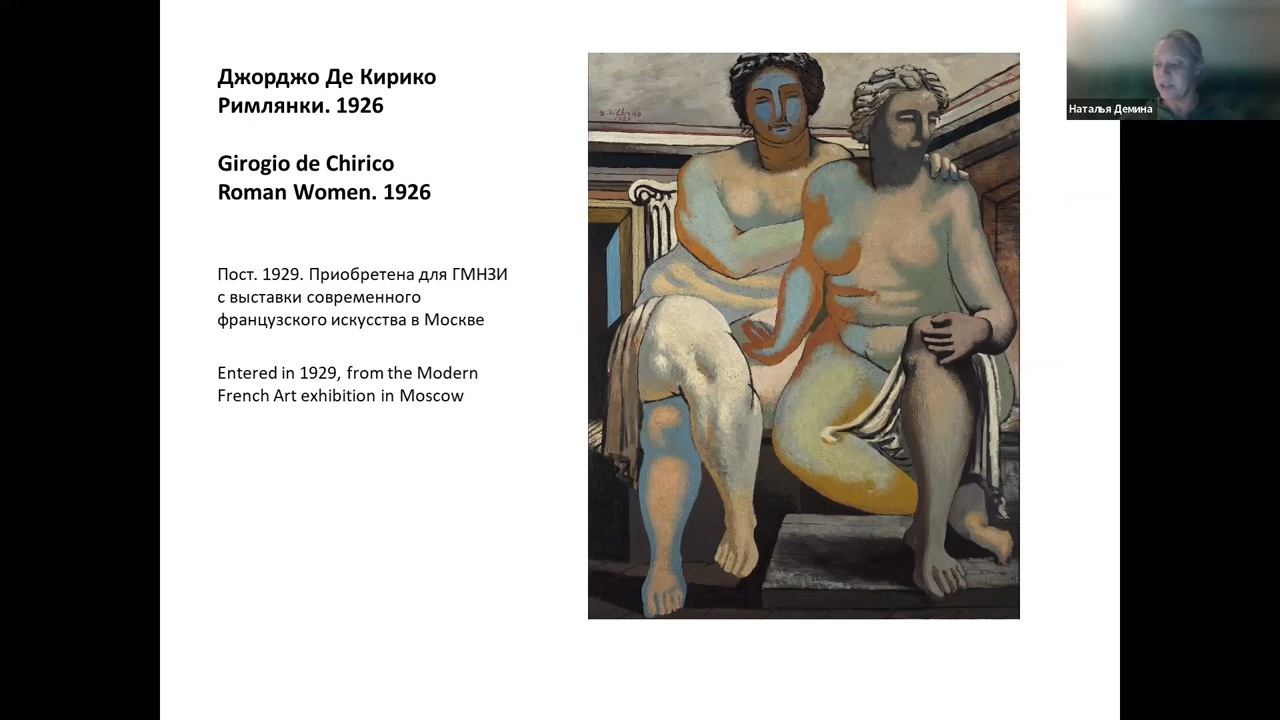 Джорджо Де Кирико
Римлянки. 1926
Girogio de Chirico
Roman Women. 1926
Пост. 1929. Приобретена для ГМНЗИ
с выставки современного
французского искусства в Москве
Entered in 1929, from the Modern
French Art exhibition in Moscow
Наталья Демина